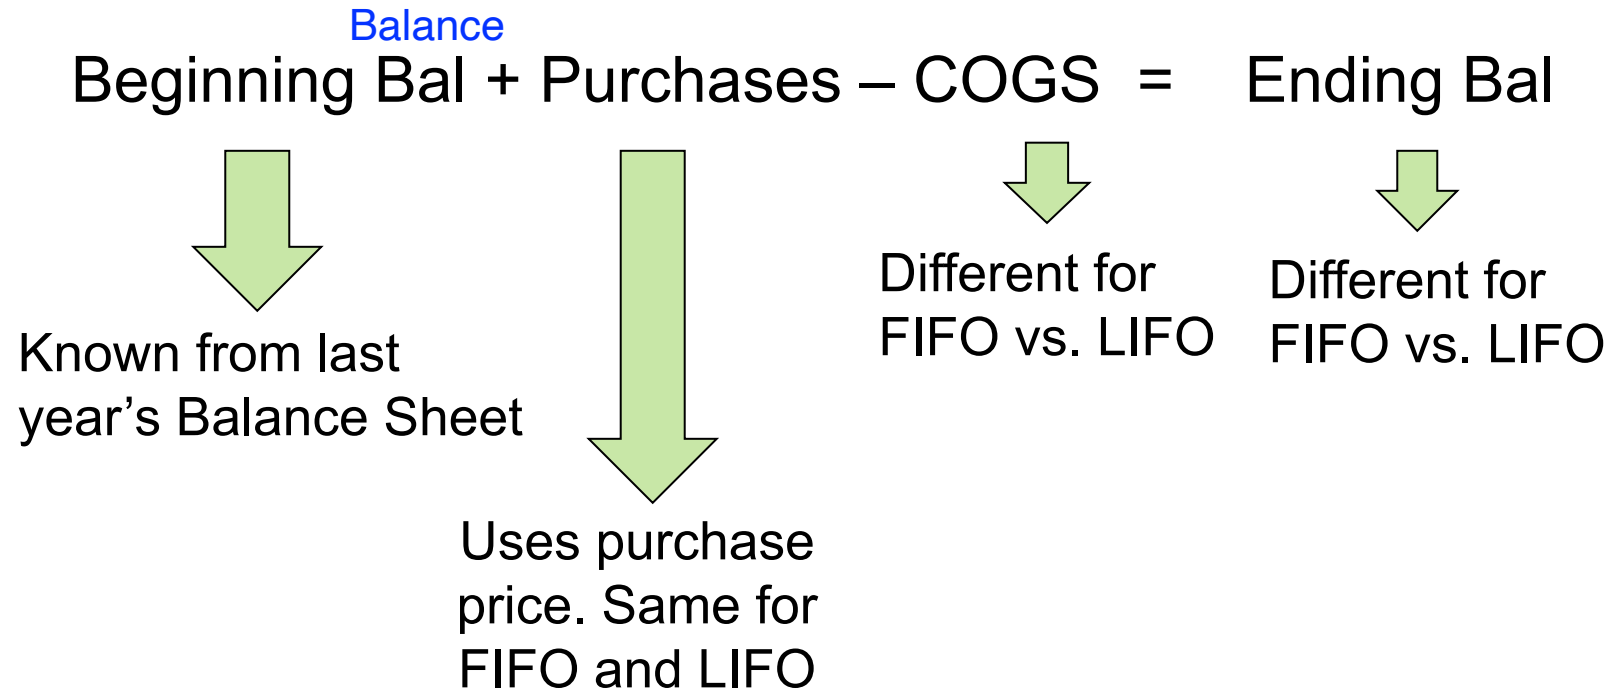 Balance
Beginning Bal + Purchases – COGS = Ending Bal
Known from last
year’s Balance Sheet
Uses purchase
price. Same for
FIFO and LIFO
Different for
FIFO vs. LIFO
Different for
FIFO vs. LIFO